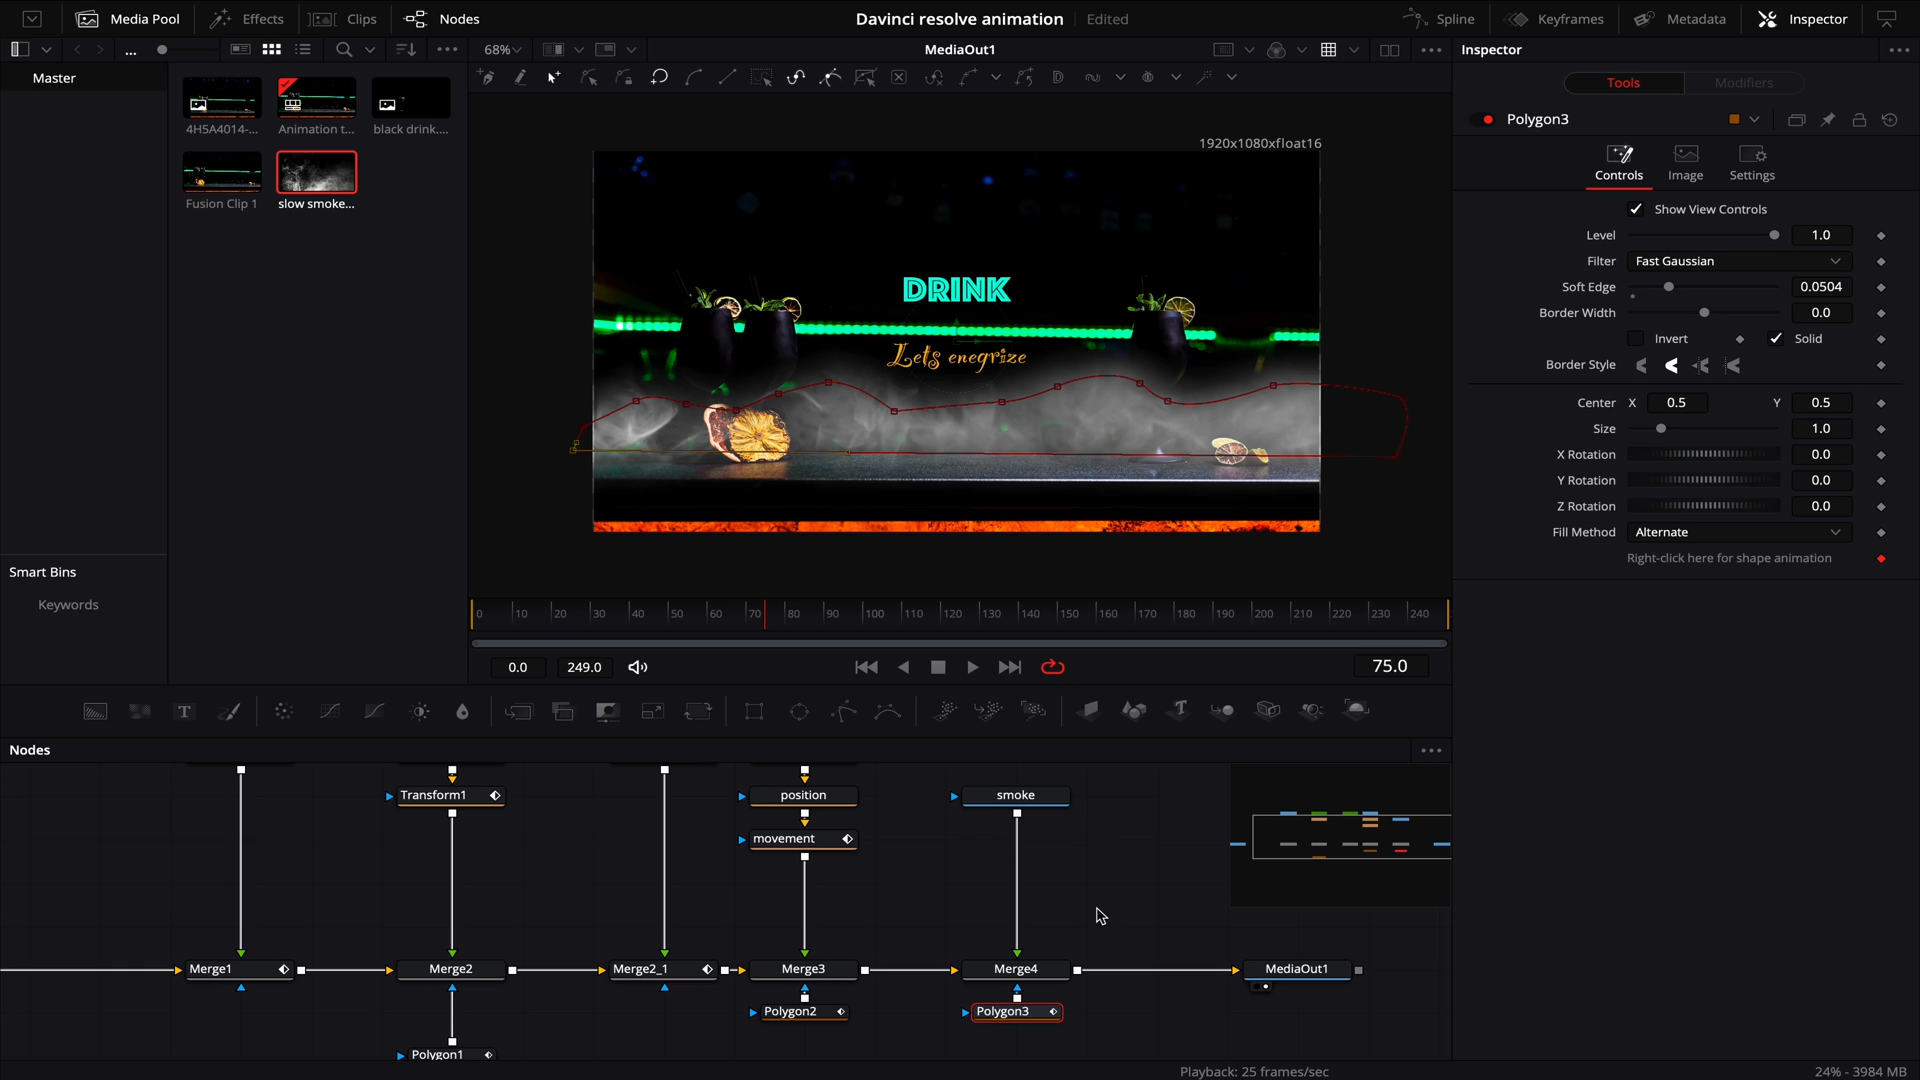 Media Pool
Effects
Clips
Nodes
Davinci resolve animation
Edited
Spline
Keyframes
Metadata
Inspector
...
68%
MediaOut1
Inspector
Master
4H5A4014-...
Animation t...
black drink....
Fusion Clip 1
slow smoke...
Smart Bins
Keywords
1920x1080xfloat16
DRINK
Lets enegrize
Tools
Modifiers
Polygon3
Controls
Image
Settings
Show View Controls
Level 1.0
Filter Fast Gaussian
Soft Edge 0.0504
Border Width 0.0
Invert Solid
Border Style
Center X 0.5 Y 0.5
Size 1.0
X Rotation 0.0
Y Rotation 0.0
Z Rotation 0.0
Fill Method Alternate
Right-click here for shape animation
0 10 20 30 40 50 60 70 80 90 100 110 120 130 140 150 160 170 180 190 200 210 220 230 240
0.0 249.0 75.0
Nodes
Transform1
position
smoke
movement
Merge1
Merge2
Merge2_1
Merge3
Merge4
MediaOut1
Polygon2
Polygon3
Polygon1
Playback: 25 frames/sec
24% - 3984 MB